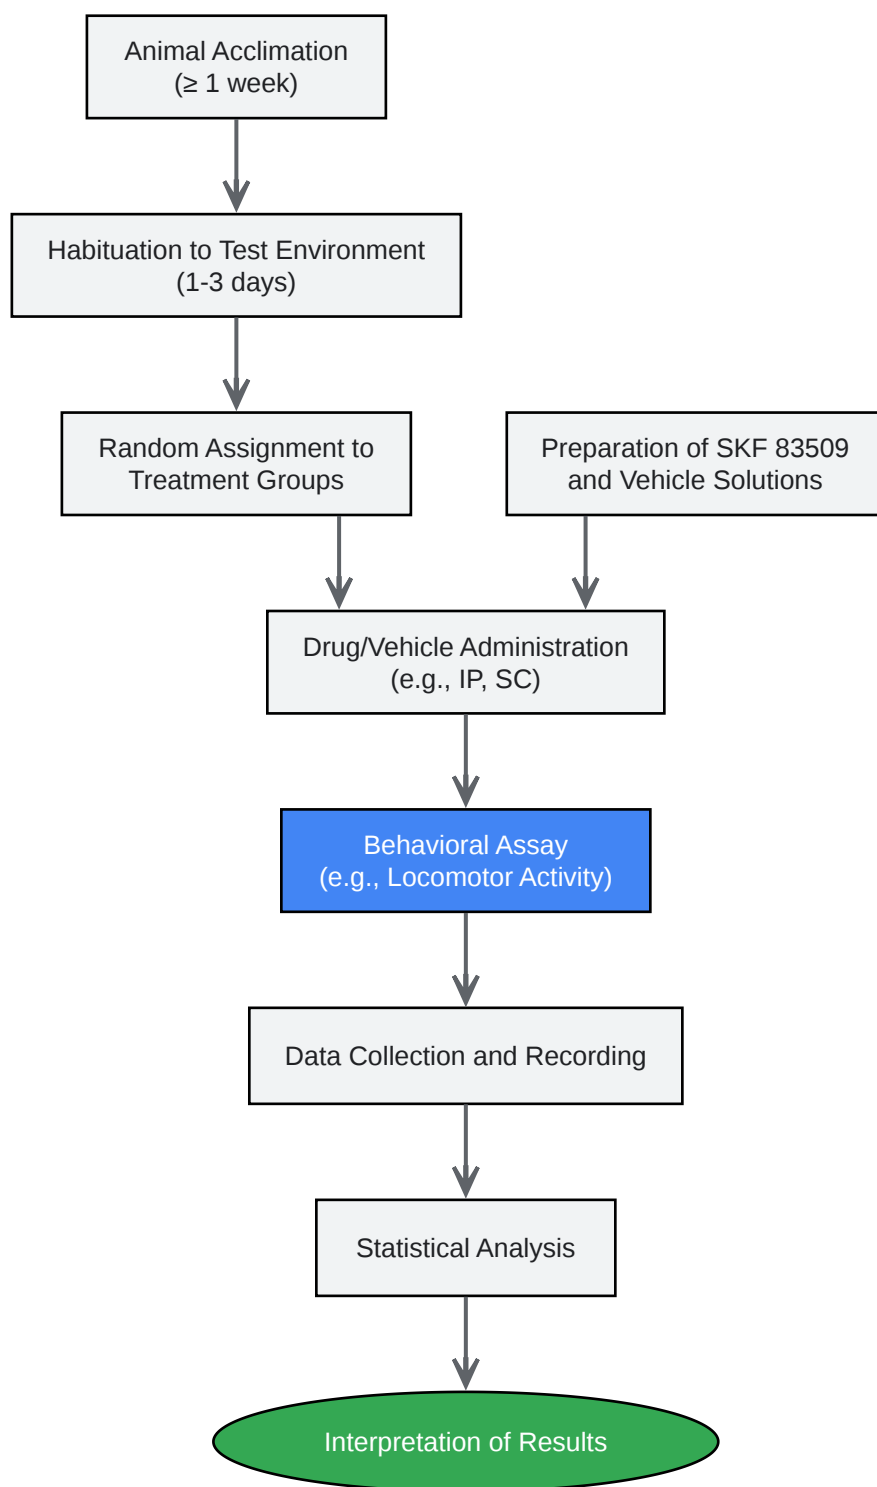 Animal Acclimation
(≥ 1 week)
Habituation to Test Environment
(1-3 days)
Random Assignment to
Treatment Groups
Preparation of SKF 83509
and Vehicle Solutions
Drug/Vehicle Administration
(e.g., IP, SC)
Behavioral Assay
(e.g., Locomotor Activity)
Data Collection and Recording
Statistical Analysis
Interpretation of Results